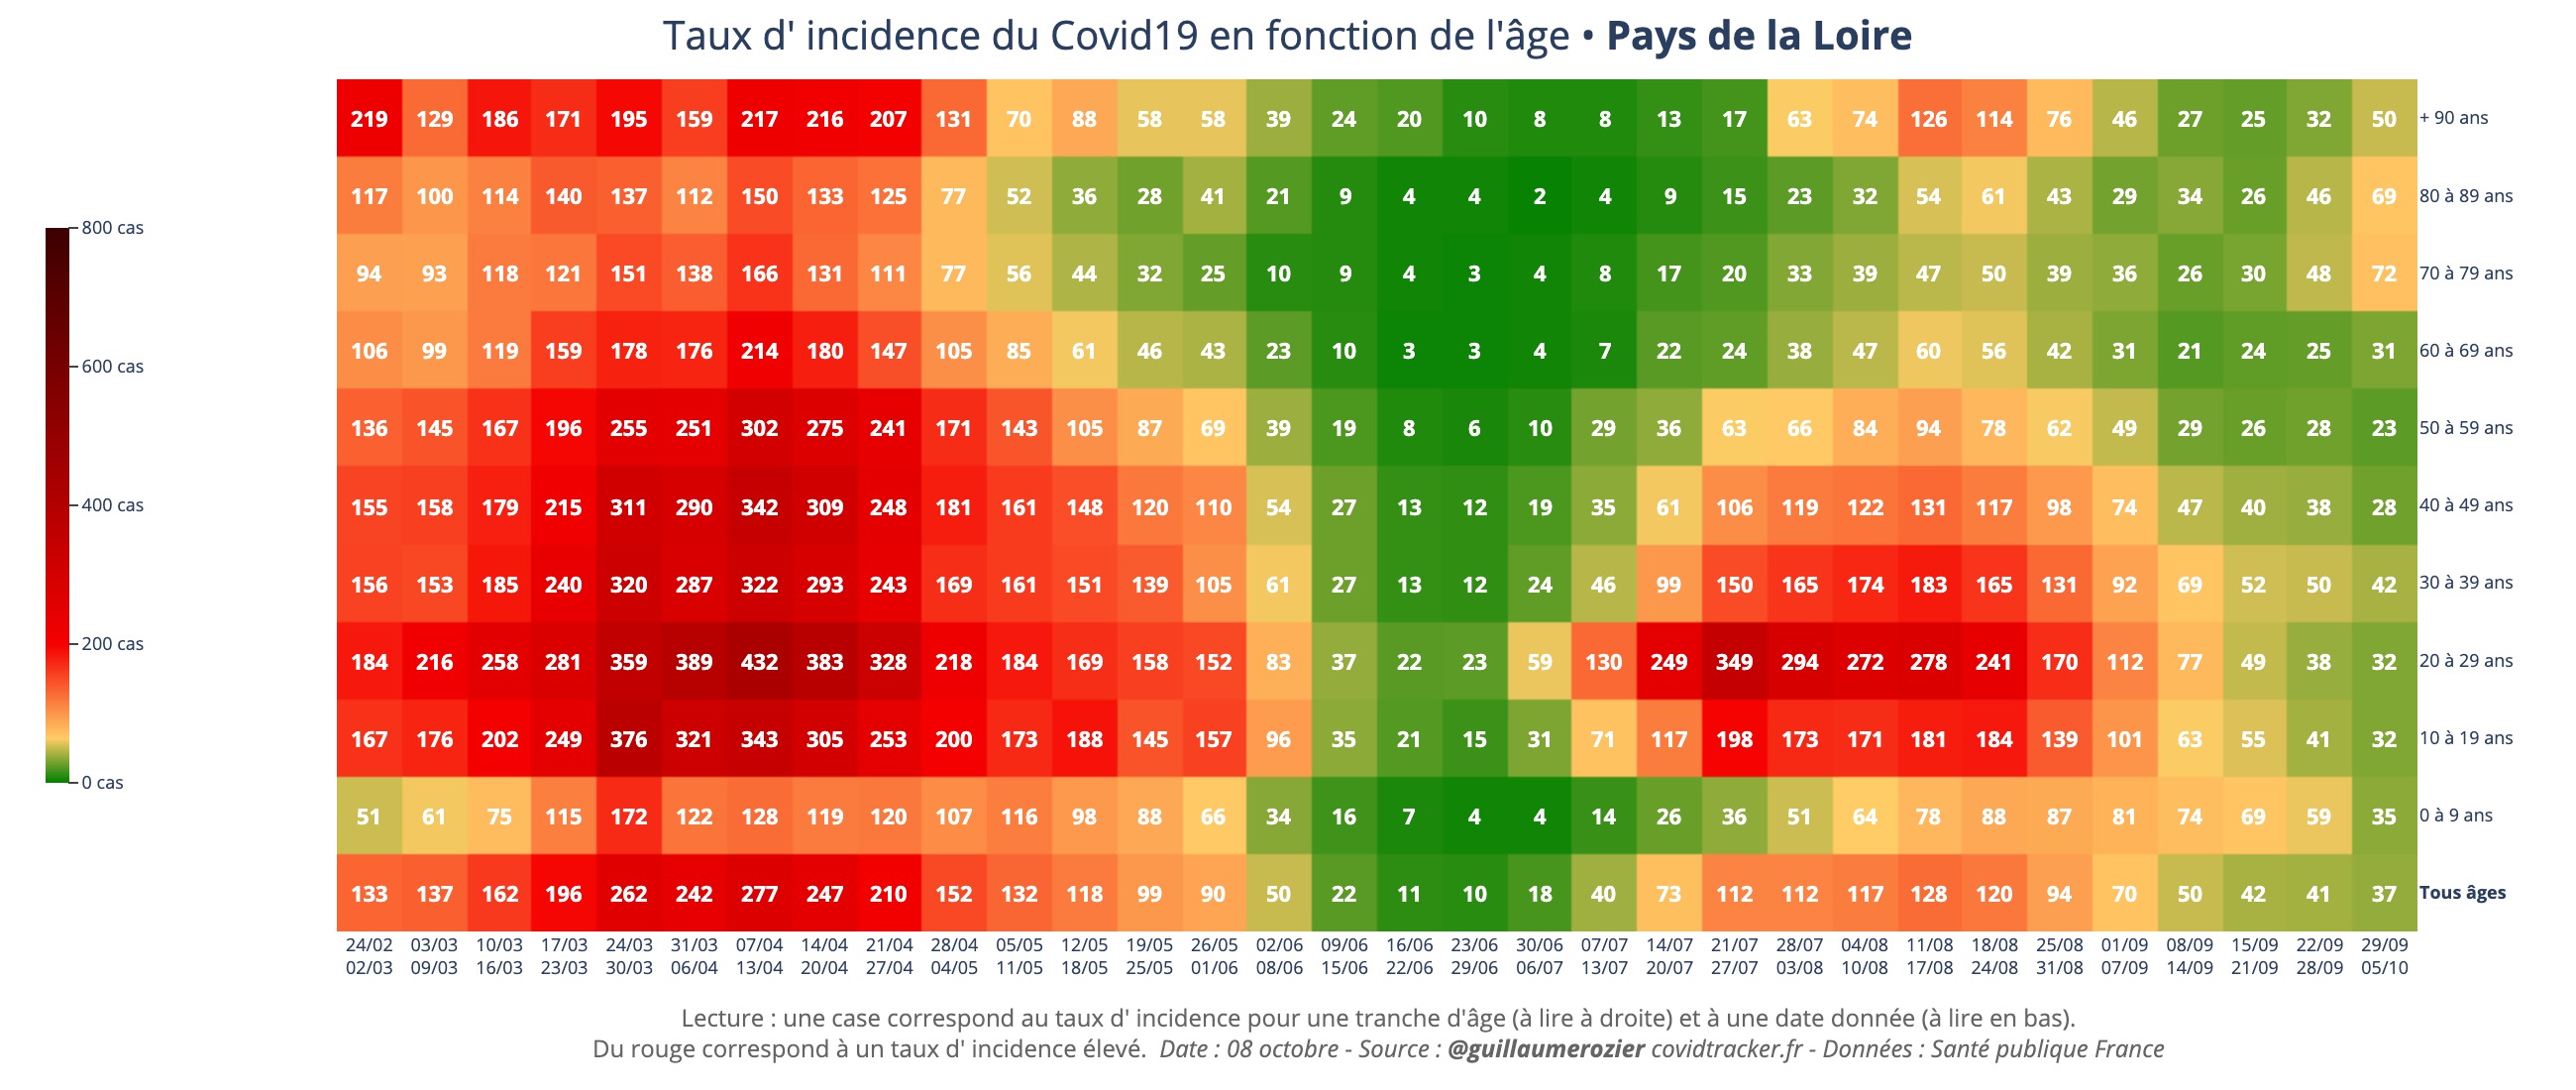 Taux d' incidence du Covid19 en fonction de l'âge • Pays de la Loire
800 cas
600 cas
400 cas
200 cas
0 cas
219 129 186 171 195 159 217 216 207 131 70 88 58 58 39 24 20 10 8 8 13 17 63 74 126 114 76 46 27 25 32 50 + 90 ans
117 100 114 140 137 112 150 133 125 77 52 36 28 41 21 9 4 4 2 4 9 15 23 32 54 61 43 29 34 26 46 69 80 à 89 ans
94 93 118 121 151 138 166 131 111 77 56 44 32 25 10 9 4 3 4 8 17 20 33 39 47 50 39 36 26 30 48 72 70 à 79 ans
106 99 119 159 178 176 214 180 147 105 85 61 46 43 23 10 3 3 4 7 22 24 38 47 60 56 42 31 21 24 25 31 60 à 69 ans
136 145 167 196 255 251 302 275 241 171 143 105 87 69 39 19 8 6 10 29 36 63 66 84 94 78 62 49 29 26 28 23 50 à 59 ans
155 158 179 215 311 290 342 309 248 181 161 148 120 110 54 27 13 12 19 35 61 106 119 122 131 117 98 74 47 40 38 28 40 à 49 ans
156 153 185 240 320 287 322 293 243 169 161 151 139 105 61 27 13 12 24 46 99 150 165 174 183 165 131 92 69 52 50 42 30 à 39 ans
184 216 258 281 359 389 432 383 328 218 184 169 158 152 83 37 22 23 59 130 249 349 294 272 278 241 170 112 77 49 38 32 20 à 29 ans
167 176 202 249 376 321 343 305 253 200 173 188 145 157 96 35 21 15 31 71 117 198 173 171 181 184 139 101 63 55 41 32 10 à 19 ans
51 61 75 115 172 122 128 119 120 107 116 98 88 66 34 16 7 4 4 14 26 36 51 64 78 88 87 81 74 69 59 35 0 à 9 ans
133 137 162 196 262 242 277 247 210 152 132 118 99 90 50 22 11 10 18 40 73 112 112 117 128 120 94 70 50 42 41 37 Tous âges
24/02 03/03 10/03 17/03 24/03 31/03 07/04 14/04 21/04 28/04 05/05 12/05 19/05 26/05 02/06 09/06 16/06 23/06 30/06 07/07 14/07 21/07 28/07 04/08 11/08 18/08 25/08 01/09 08/09 15/09 22/09 29/09
02/03 09/03 16/03 23/03 30/03 06/04 13/04 20/04 27/04 04/05 11/05 18/05 25/05 01/06 08/06 15/06 22/06 29/06 06/07 13/07 20/07 27/07 03/08 10/08 17/08 24/08 31/08 07/09 14/09 21/09 28/09 05/10
Lecture : une case correspond au taux d' incidence pour une tranche d'âge (à lire à droite) et à une date donnée (à lire en bas).
Du rouge correspond à un taux d' incidence élevé. Date : 08 octobre - Source : @guillaumerozier covidtracker.fr - Données : Santé publique France